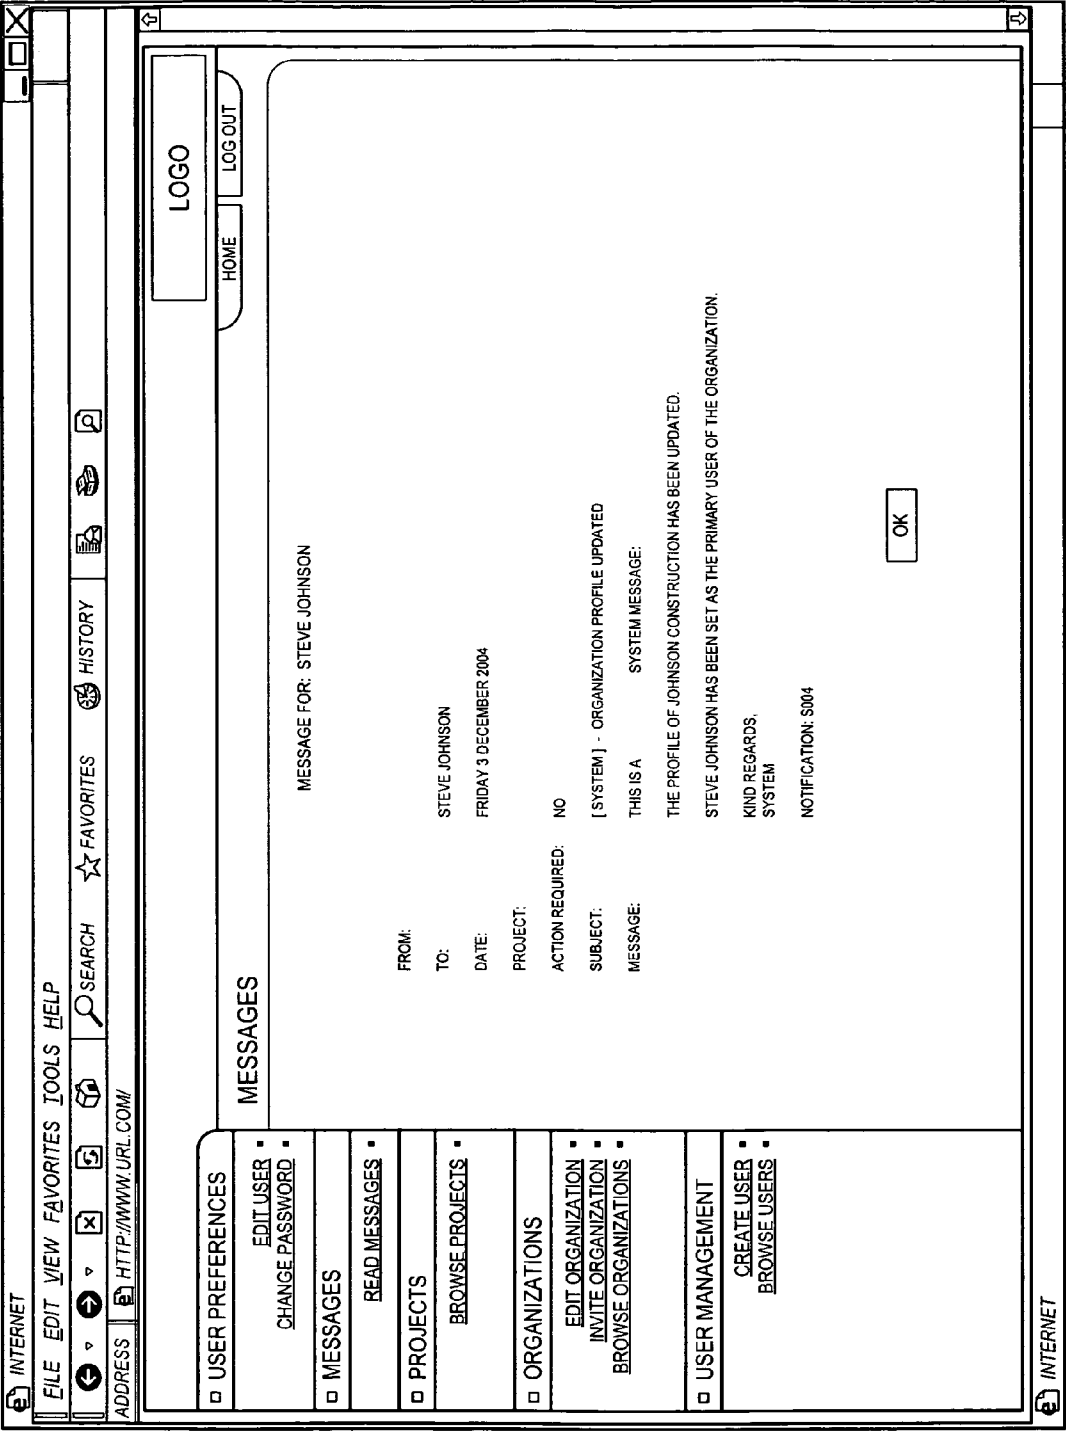 INTERNET
FILE EDIT VIEW FAVORITES TOOLS HELP
SEARCH FAVORITES HISTORY
ADDRESS HTTP://WWW.URL.COM/
LOGO
HOME LOG OUT
USER PREFERENCES
EDIT USER
CHANGE PASSWORD
MESSAGES
READ MESSAGES
PROJECTS
BROWSE PROJECTS
ORGANIZATIONS
EDIT ORGANIZATION
INVITE ORGANIZATION
BROWSE ORGANIZATIONS
USER MANAGEMENT
CREATE USER
BROWSE USERS
MESSAGES
MESSAGE FOR: STEVE JOHNSON
FROM:
TO: STEVE JOHNSON
DATE: FRIDAY 3 DECEMBER 2004
PROJECT:
ACTION REQUIRED: NO
SUBJECT: [ SYSTEM ] - ORGANIZATION PROFILE UPDATED
MESSAGE: THIS IS A SYSTEM MESSAGE:
THE PROFILE OF JOHNSON CONSTRUCTION HAS BEEN UPDATED.
STEVE JOHNSON HAS BEEN SET AS THE PRIMARY USER OF THE ORGANIZATION.
KIND REGARDS,
SYSTEM
NOTIFICATION: S004
OK
INTERNET